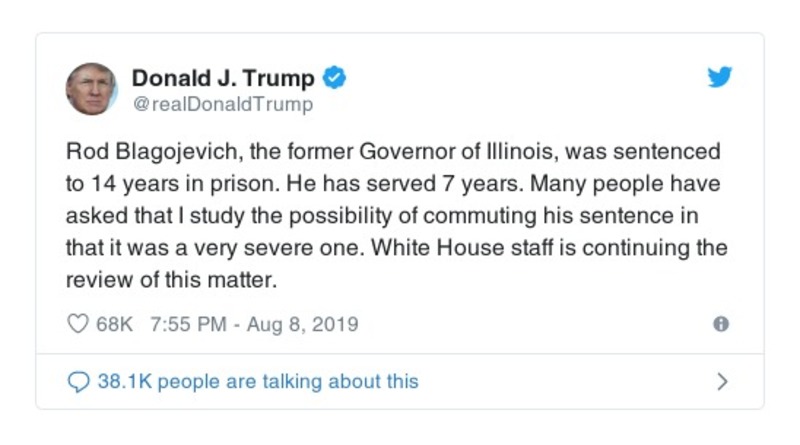 Donald J. Trump
@realDonaldTrump
Rod Blagojevich, the former Governor of Illinois, was sentenced
to 14 years in prison. He has served 7 years. Many people have
asked that I study the possibility of commuting his sentence in
that it was a very severe one. White House staff is continuing the
review of this matter.
68K 7:55 PM - Aug 8, 2019
38.1K people are talking about this